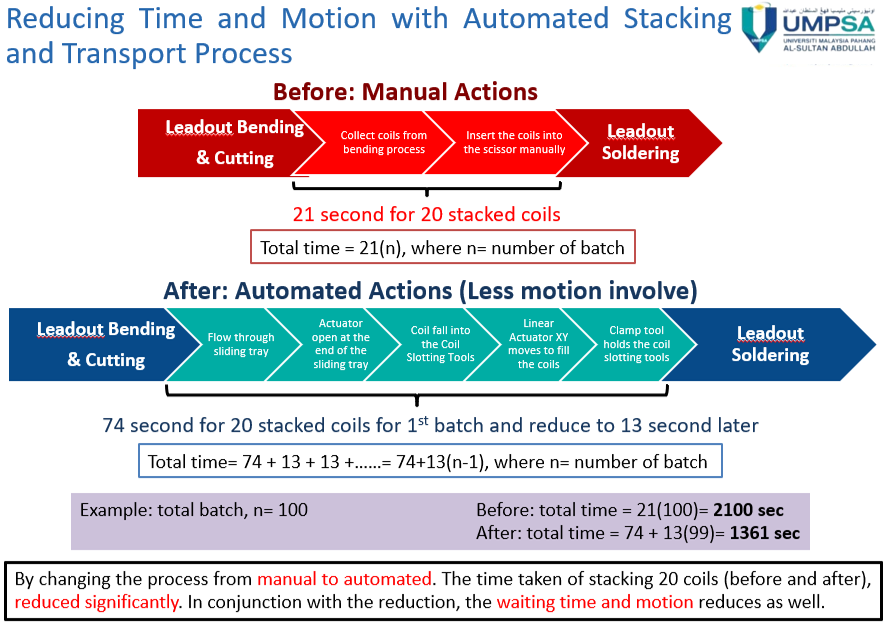 Reducing Time and Motion with Automated Stacking
and Transport Process
UMPSA
UNIVERSITI MALAYSIA PAHANG
AL-SULTAN ABDULLAH
Before: Manual Actions
Leadout Bending
& Cutting
Collect coils from
bending process
Insert the coils into
the scissor manually
Leadout
Soldering
21 second for 20 stacked coils
Total time = 21(n), where n= number of batch
After: Automated Actions (Less motion involve)
Leadout Bending
& Cutting
Flow through
sliding tray
Actuator
open at the
end of the
sliding tray
Coil fall into
the Coil
Slotting Tools
Linear
Actuator XY
moves to fill
the coils
Clamp tool
holds the coil
slotting tools
Leadout
Soldering
74 second for 20 stacked coils for 1st batch and reduce to 13 second later
Total time= 74 + 13 + 13 +......= 74+13(n-1), where n= number of batch
Example: total batch, n= 100
Before: total time = 21(100)= 2100 sec
After: total time = 74 + 13(99)= 1361 sec
By changing the process from manual to automated. The time taken of stacking 20 coils (before and after),
reduced significantly. In conjunction with the reduction, the waiting time and motion reduces as well.